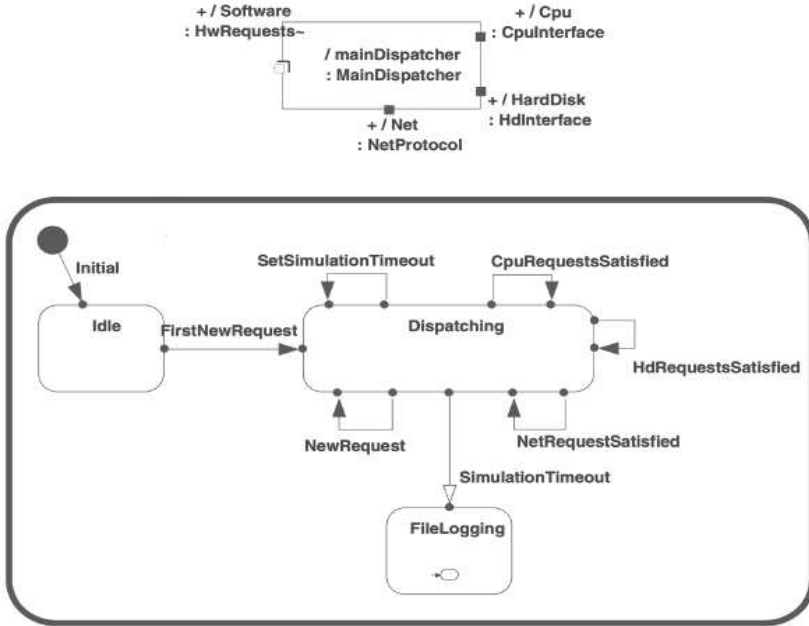 + / Software
: HwRequests~
+ / Cpu
: CpuInterface
/ mainDispatcher
: MainDispatcher
+ / HardDisk
: HdInterface
+ / Net
: NetProtocol
Initial
SetSimulationTimeout
CpuRequestsSatisfied
Idle
FirstNewRequest
Dispatching
HdRequestsSatisfied
NewRequest
NetRequestSatisfied
SimulationTimeout
FileLogging